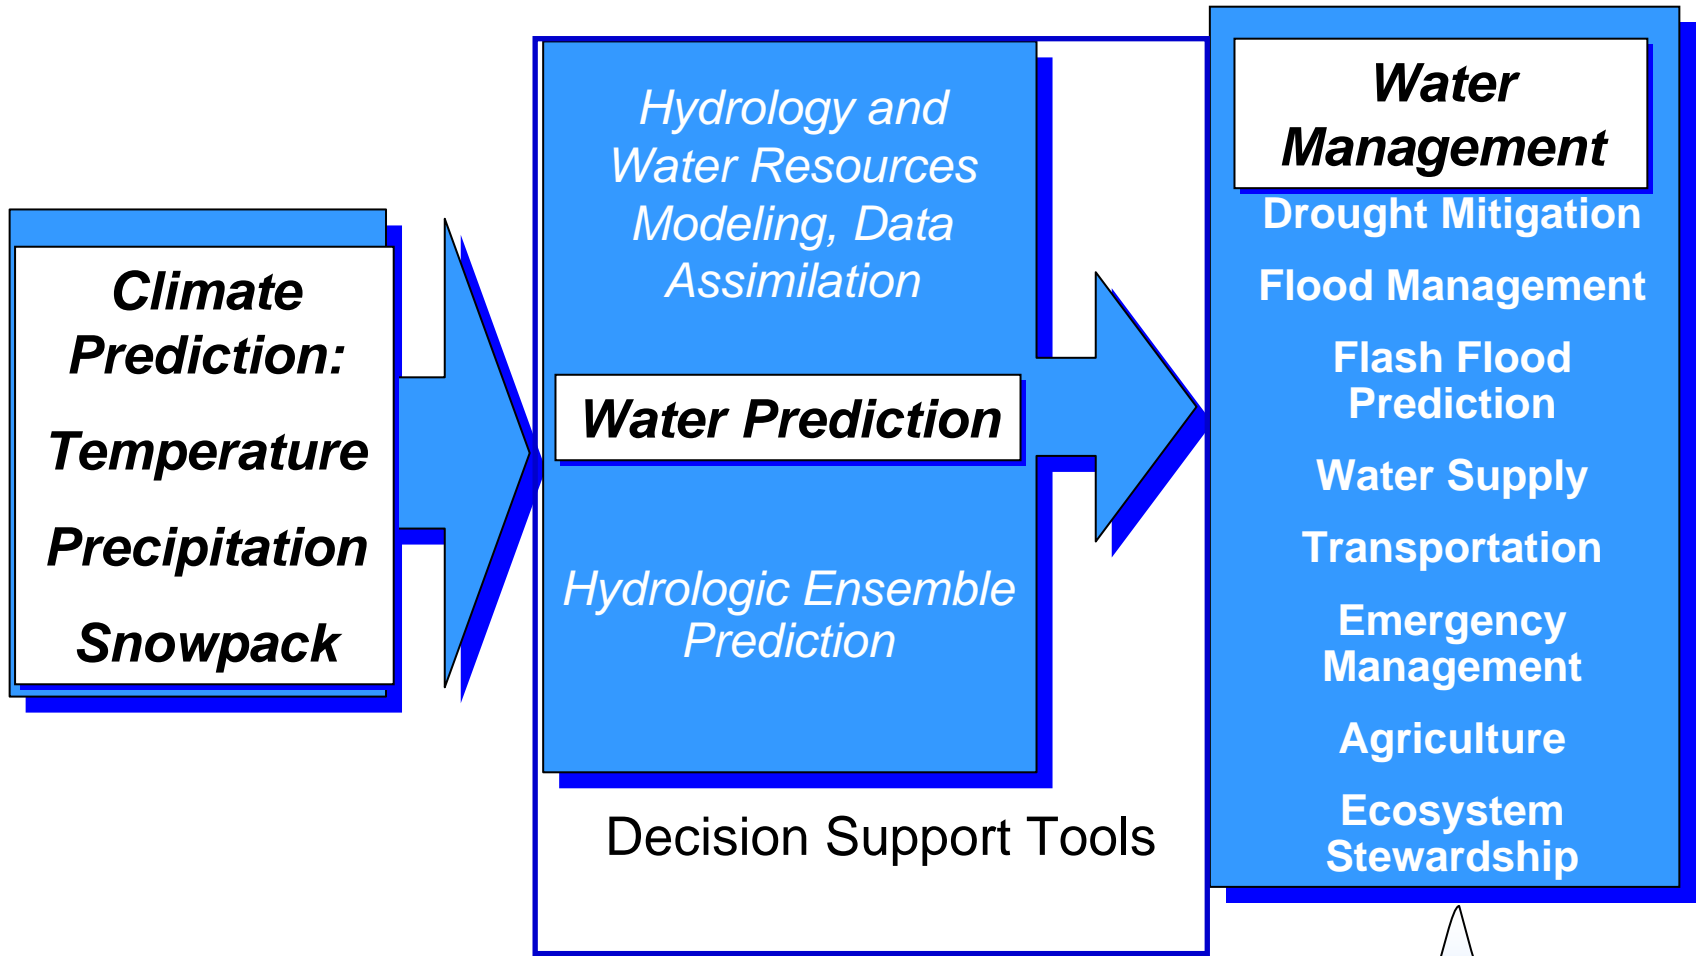 Climate
Prediction:
Temperature
Precipitation
Snowpack
Hydrology and
Water Resources
Modeling, Data
Assimilation
Water Prediction
Hydrologic Ensemble
Prediction
Decision Support Tools
Water
Management
Drought Mitigation
Flood Management
Flash Flood
Prediction
Water Supply
Transportation
Emergency
Management
Agriculture
Ecosystem
Stewardship